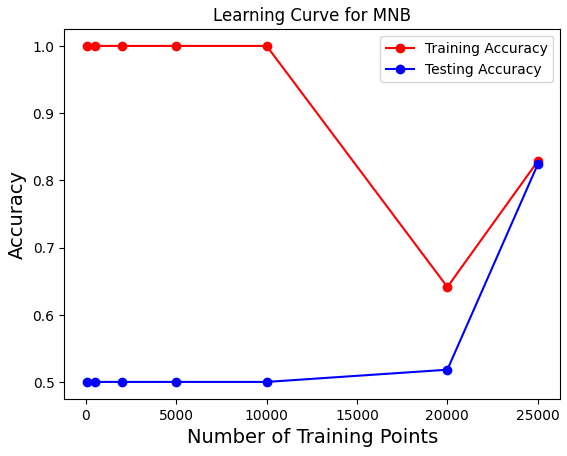 Learning Curve for MNB
Training Accuracy
Testing Accuracy
1.0
0.9
0.8
0.7
0.6
0.5
Accuracy
0 5000 10000 15000 20000 25000
Number of Training Points